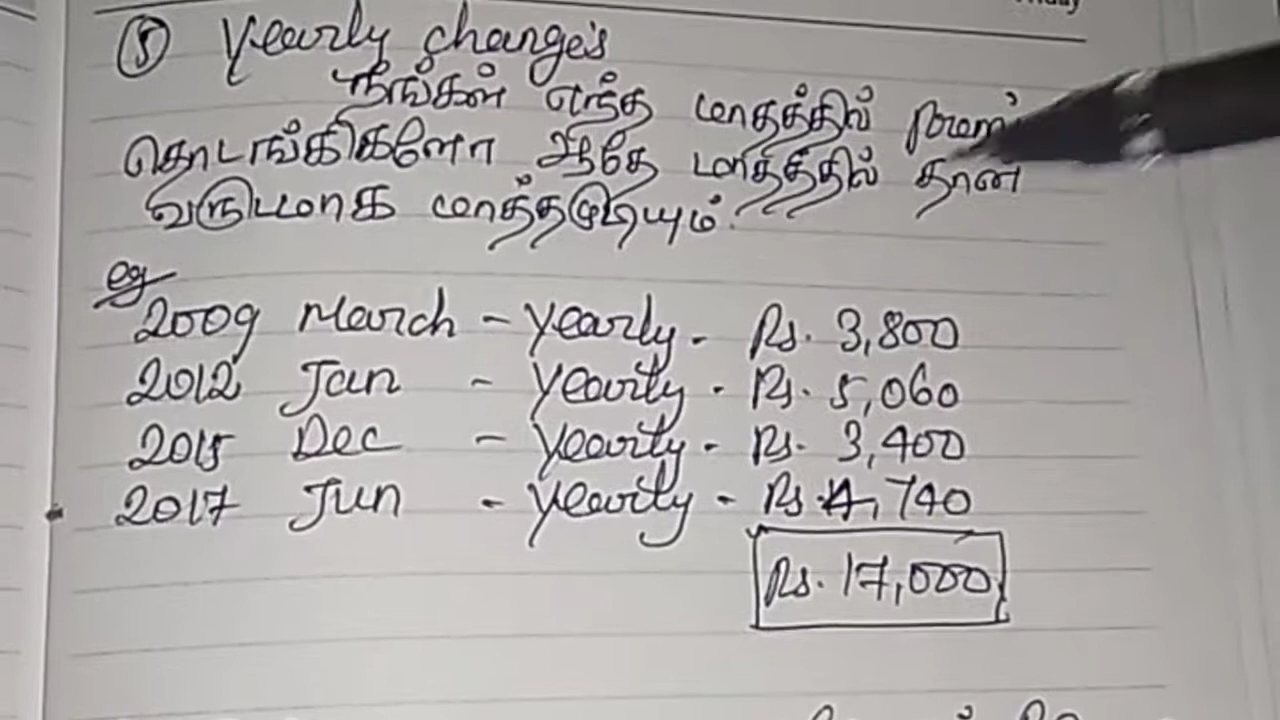 ⑤ Yearly change's
நீங்கள் எந்த மாதத்தில்
தொடங்கிகளோ அதே மாதத்தில் தான்
வருடமாக மாத்தமுடியும்.
eg
2009 March - Yearly - Rs. 3,800
2012 Jan - Yearly - Rs. 5,060
2015 Dec - Yearly - Rs. 3,400
2017 Jun - Yearly - Rs. 4,740
Rs. 17,000